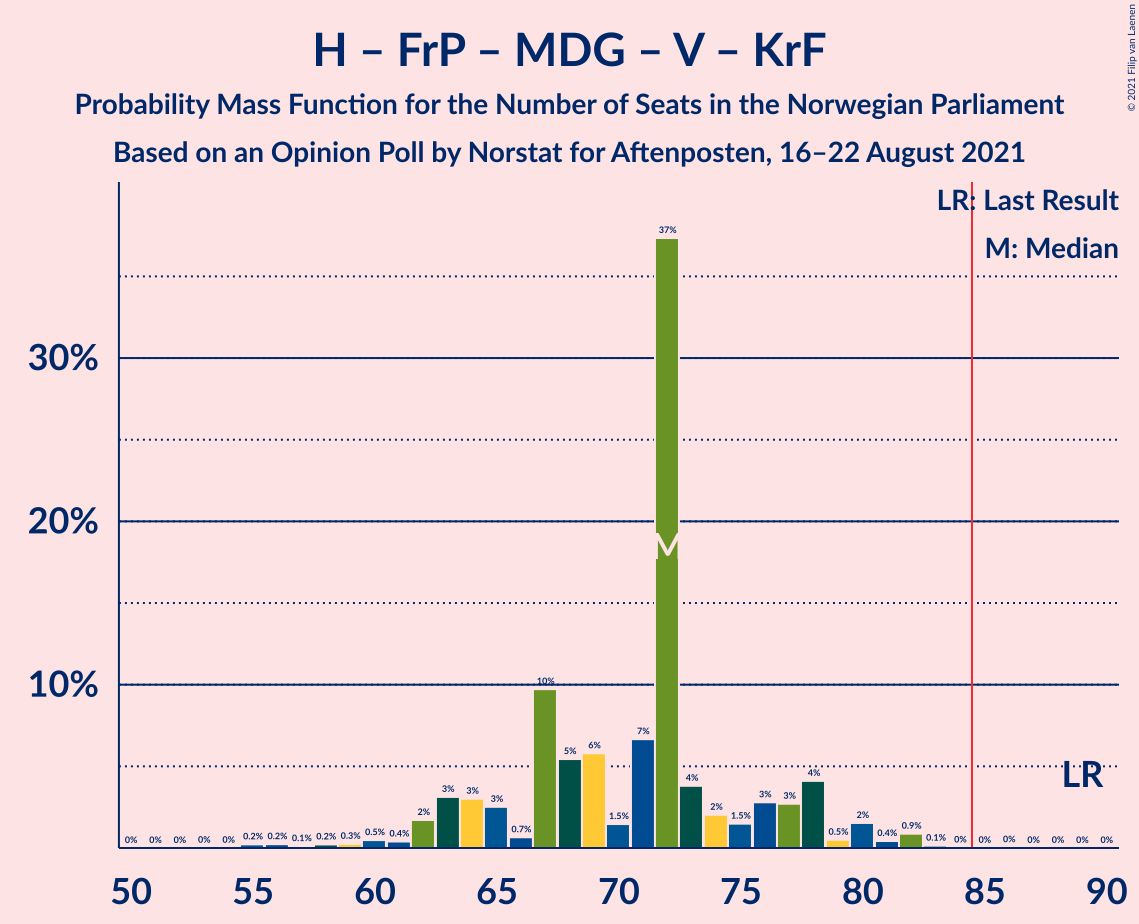 H – FrP – MDG – V – KrF
Probability Mass Function for the Number of Seats in the Norwegian Parliament
Based on an Opinion Poll by Norstat for Aftenposten, 16–22 August 2021
© 2021 Filip van Laenen
LR: Last Result
M: Median
30%
20%
10%
0% 0% 0% 0% 0% 0.2% 0.2% 0.1% 0.2% 0.3% 0.5% 0.4% 2% 3% 3% 3% 0.7% 10% 5% 6% 1.5% 7% 37% 4% 2% 1.5% 3% 3% 4% 0.5% 2% 0.4% 0.9% 0.1% 0% 0% 0% 0% 0% 0% 0%
M
LR
50 55 60 65 70 75 80 85 90